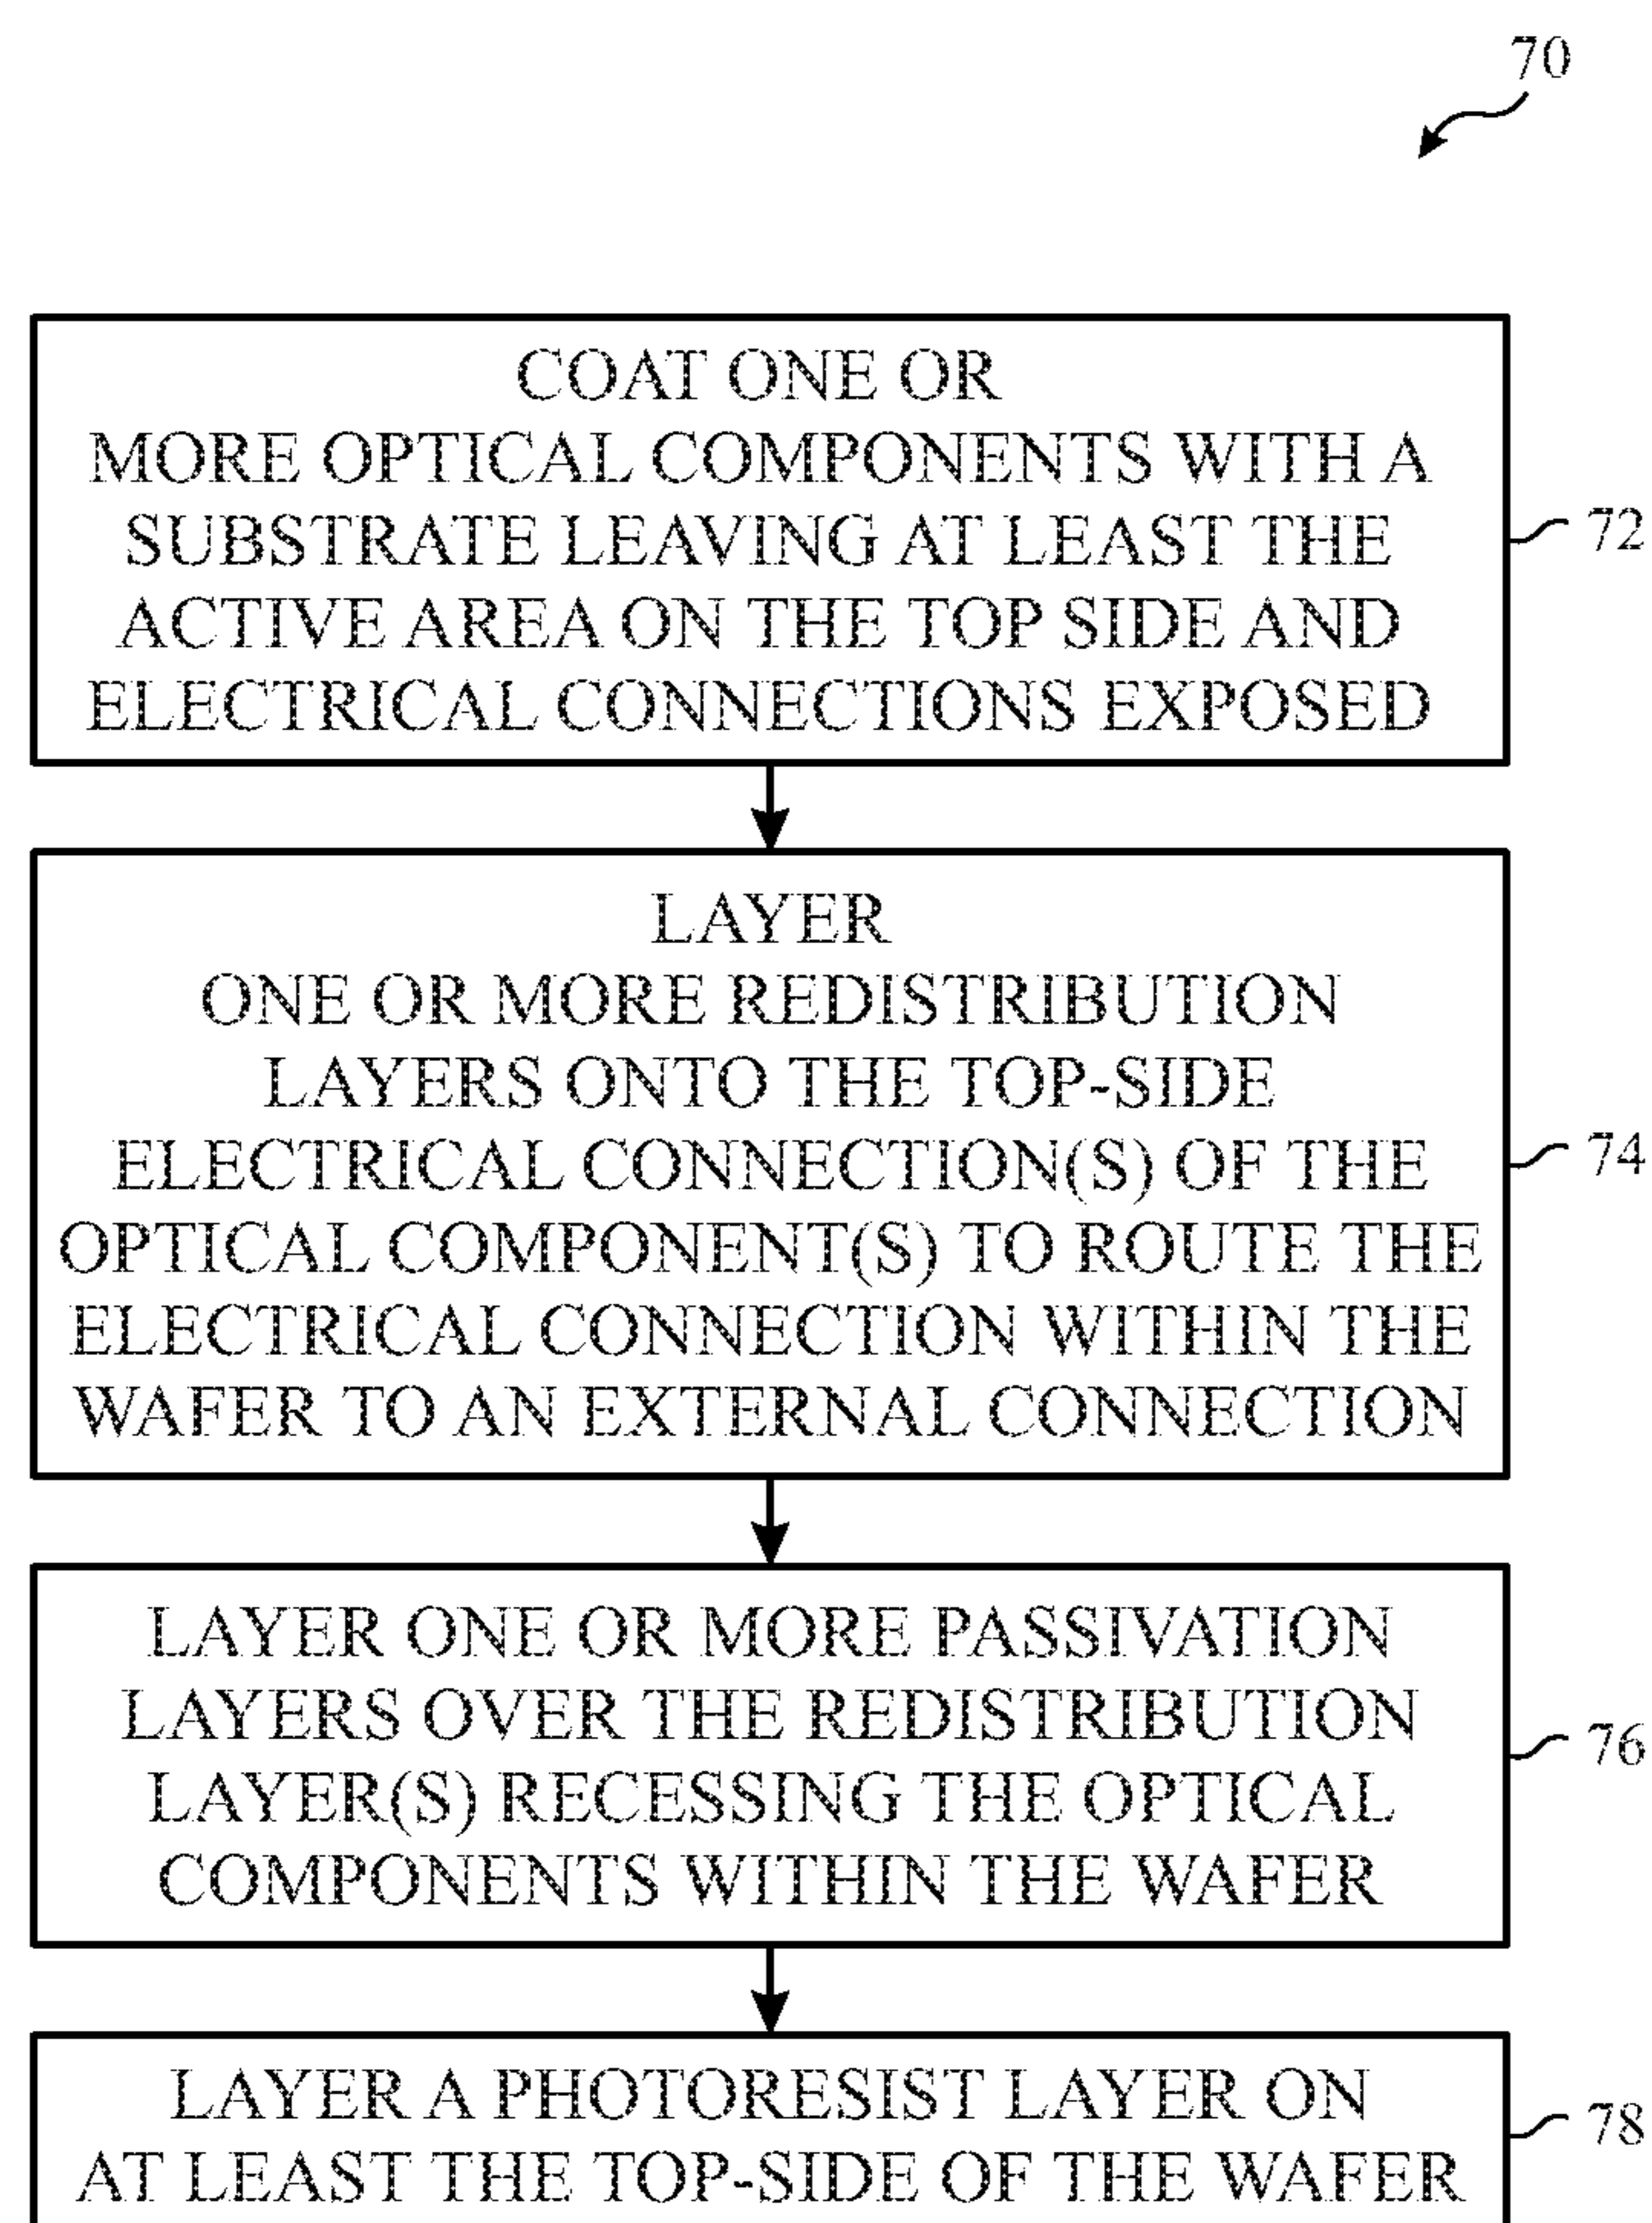 70
COAT ONE OR
MORE OPTICAL COMPONENTS WITH A
SUBSTRATE LEAVING AT LEAST THE
ACTIVE AREA ON THE TOP SIDE AND
ELECTRICAL CONNECTIONS EXPOSED
72
LAYER
ONE OR MORE REDISTRIBUTION
LAYERS ONTO THE TOP-SIDE
ELECTRICAL CONNECTION(S) OF THE
OPTICAL COMPONENT(S) TO ROUTE THE
ELECTRICAL CONNECTION WITHIN THE
WAFER TO AN EXTERNAL CONNECTION
74
LAYER ONE OR MORE PASSIVATION
LAYERS OVER THE REDISTRIBUTION
LAYER(S) RECESSING THE OPTICAL
COMPONENTS WITHIN THE WAFER
76
LAYER A PHOTORESIST LAYER ON
AT LEAST THE TOP-SIDE OF THE WAFER
78